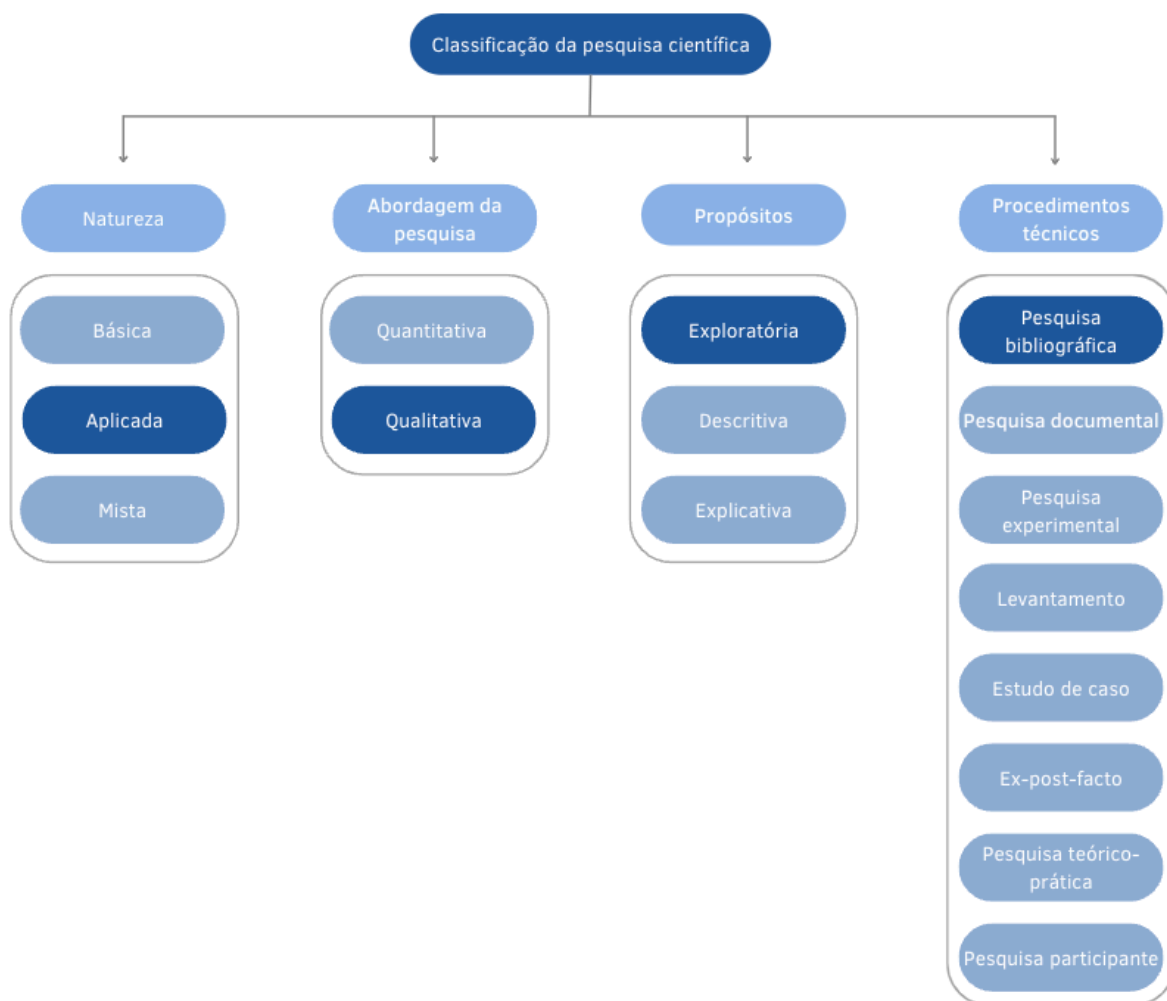 Classificação da pesquisa científica
Natureza
Abordagem da
pesquisa
Propósitos
Procedimentos
técnicos
Básica
Aplicada
Mista
Quantitativa
Qualitativa
Exploratória
Descritiva
Explicativa
Pesquisa
bibliográfica
Pesquisa documental
Pesquisa
experimental
Levantamento
Estudo de caso
Ex-post-facto
Pesquisa teórico-
prática
Pesquisa participante